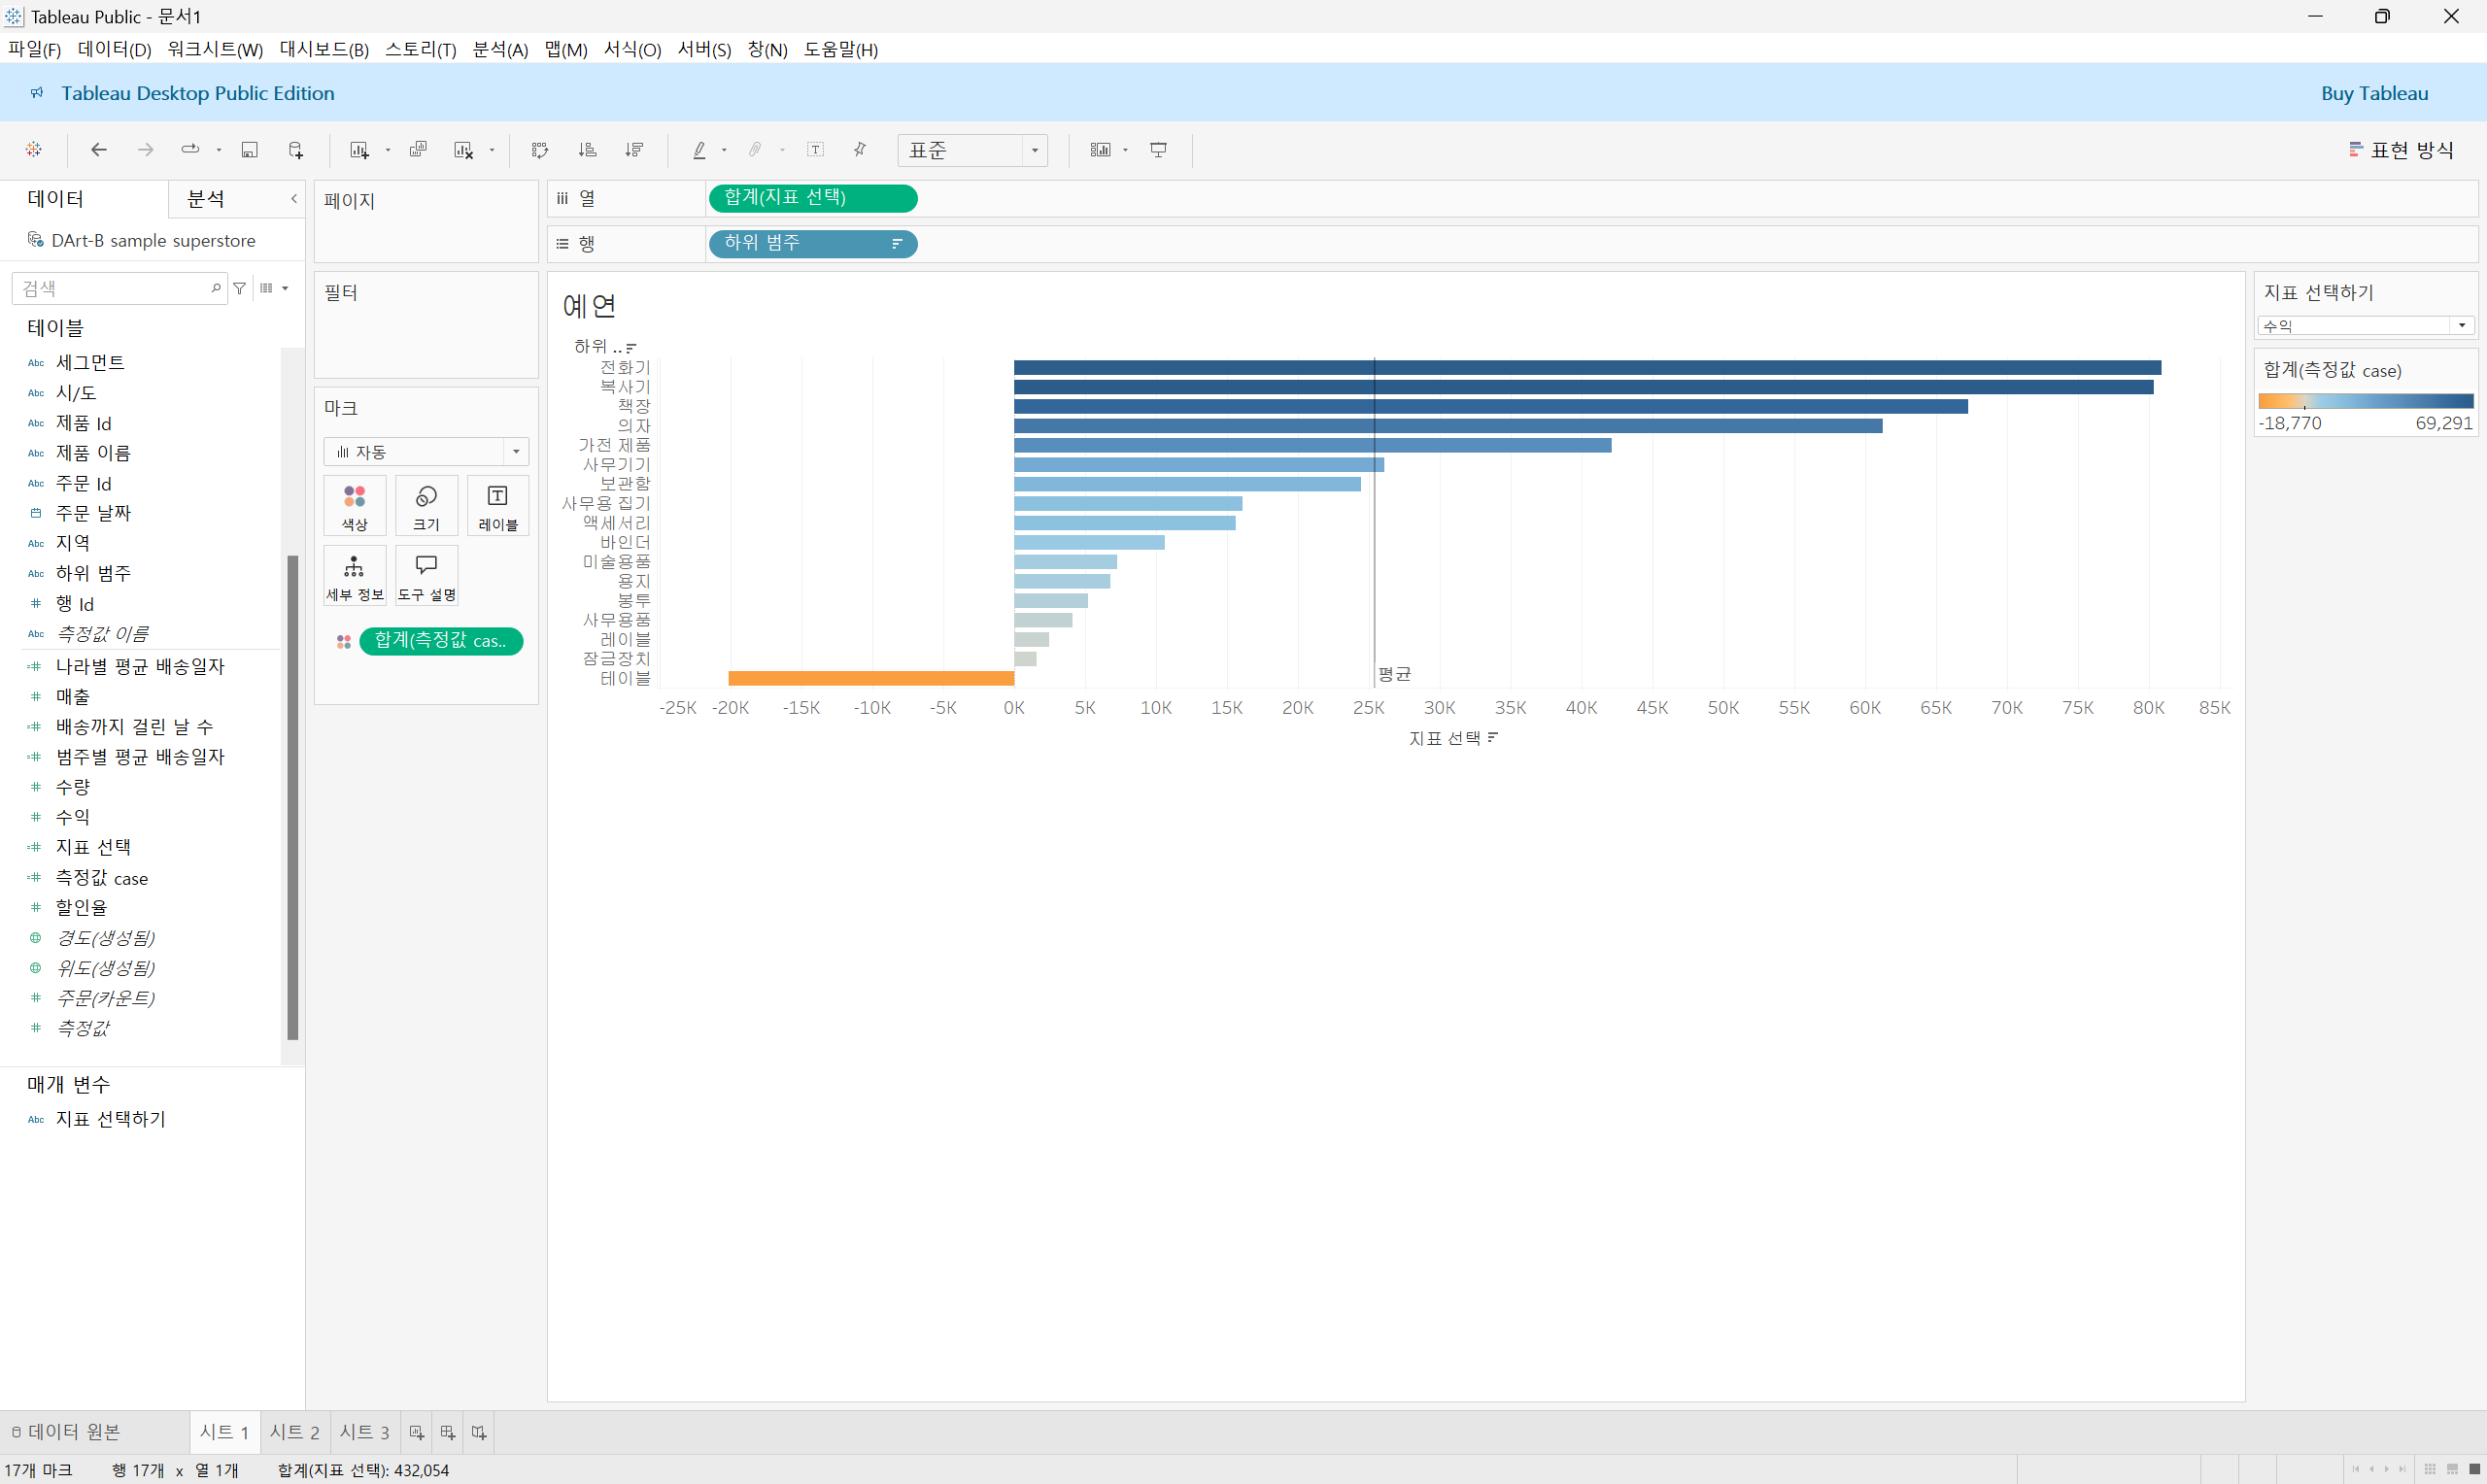 Tableau Public - 문서1
파일(F) 데이터(D) 워크시트(W) 대시보드(B) 스토리(T) 분석(A) 맵(M) 서식(O) 서버(S) 창(N) 도움말(H)
Tableau Desktop Public Edition
Buy Tableau
표준
표현 방식
데이터
분석
DArt-B sample superstore
검색
테이블
Abc 세그먼트
Abc 시/도
Abc 제품 Id
Abc 제품 이름
Abc 주문 Id
주문 날짜
Abc 지역
Abc 하위 범주
# 행 Id
Abc 측정값 이름
=# 나라별 평균 배송일자
# 매출
=# 배송까지 걸린 날 수
=# 범주별 평균 배송일자
# 수량
# 수익
=# 지표 선택
=# 측정값 case
# 할인율
경도(생성됨)
위도(생성됨)
# 주문(카운트)
# 측정값
매개 변수
Abc 지표 선택하기
페이지
필터
마크
자동
색상
크기
레이블
세부 정보
도구 설명
합계(측정값 cas..
열
합계(지표 선택)
행
하위 범주
예연
하위 ..
전화기
복사기
책장
의자
가전 제품
사무기기
보관함
사무용 집기
액세서리
바인더
미술용품
용지
봉투
사무용품
레이블
잠금장치
테이블
평균
-25K -20K -15K -10K -5K 0K 5K 10K 15K 20K 25K 30K 35K 40K 45K 50K 55K 60K 65K 70K 75K 80K 85K
지표 선택
지표 선택하기
수익
합계(측정값 case)
-18,770 69,291
데이터 원본
시트 1
시트 2
시트 3
17개 마크 행 17개 x 열 1개 합계(지표 선택): 432,054